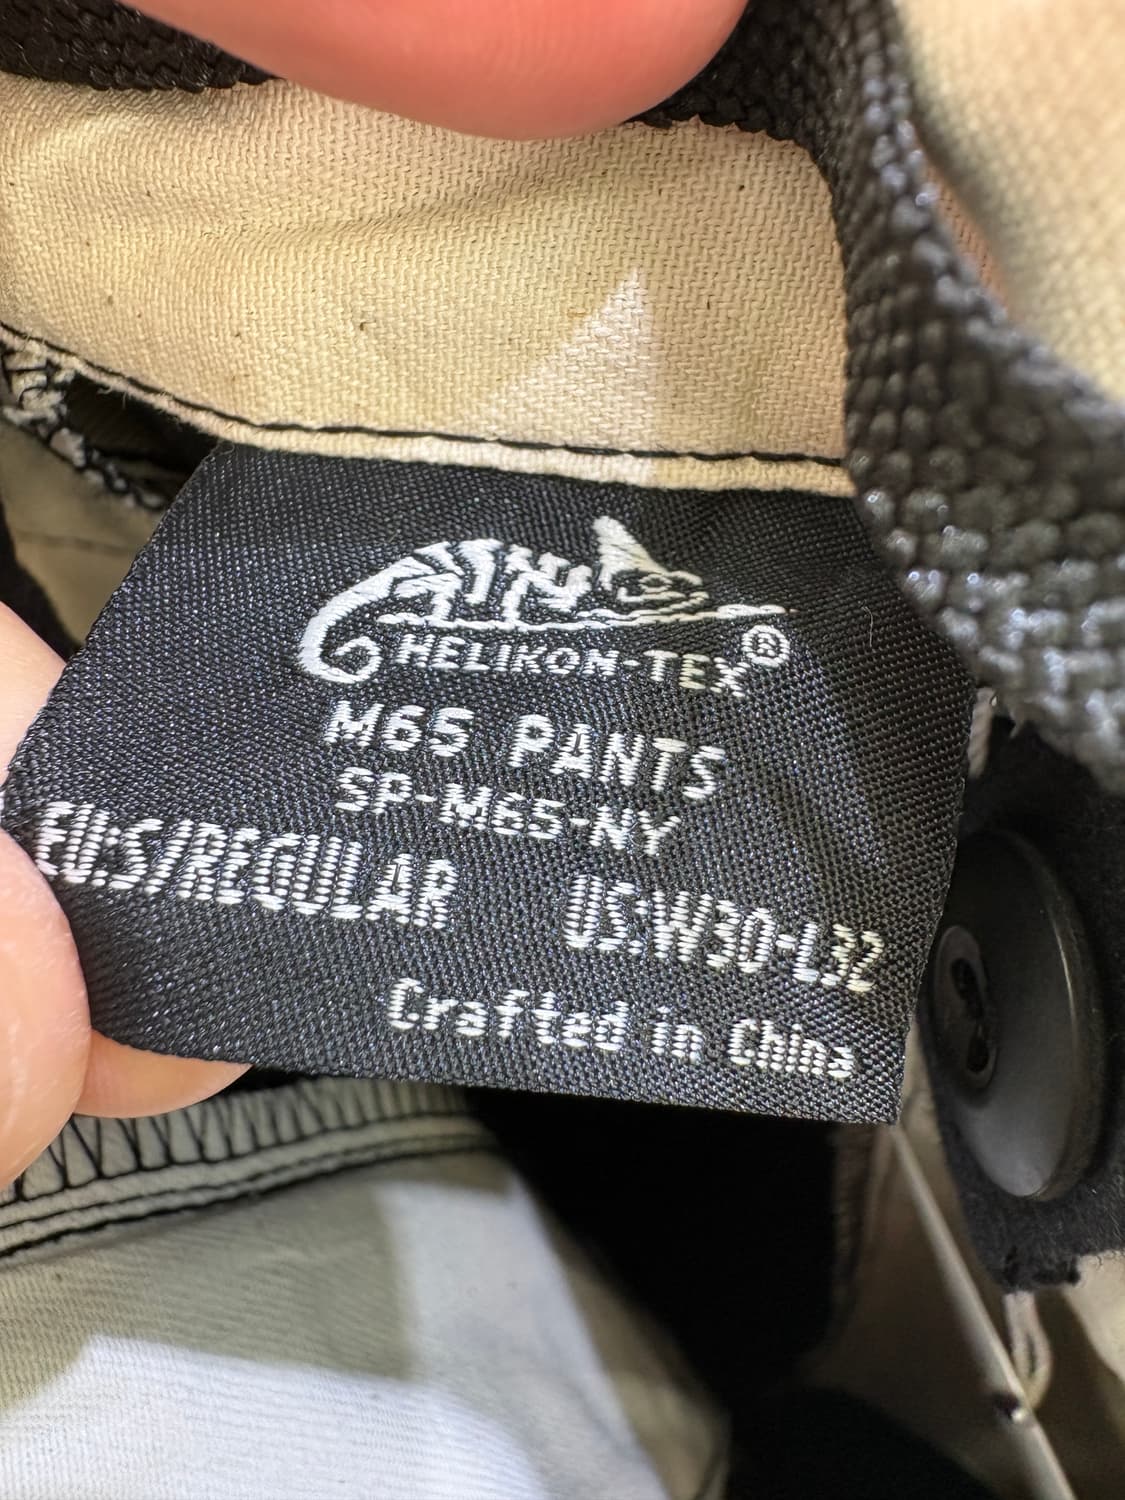 HELIKON-TEX®
M65 PANTS
SP-M65-NY
EU:S/REGULAR US:W30-L32
Crafted in China